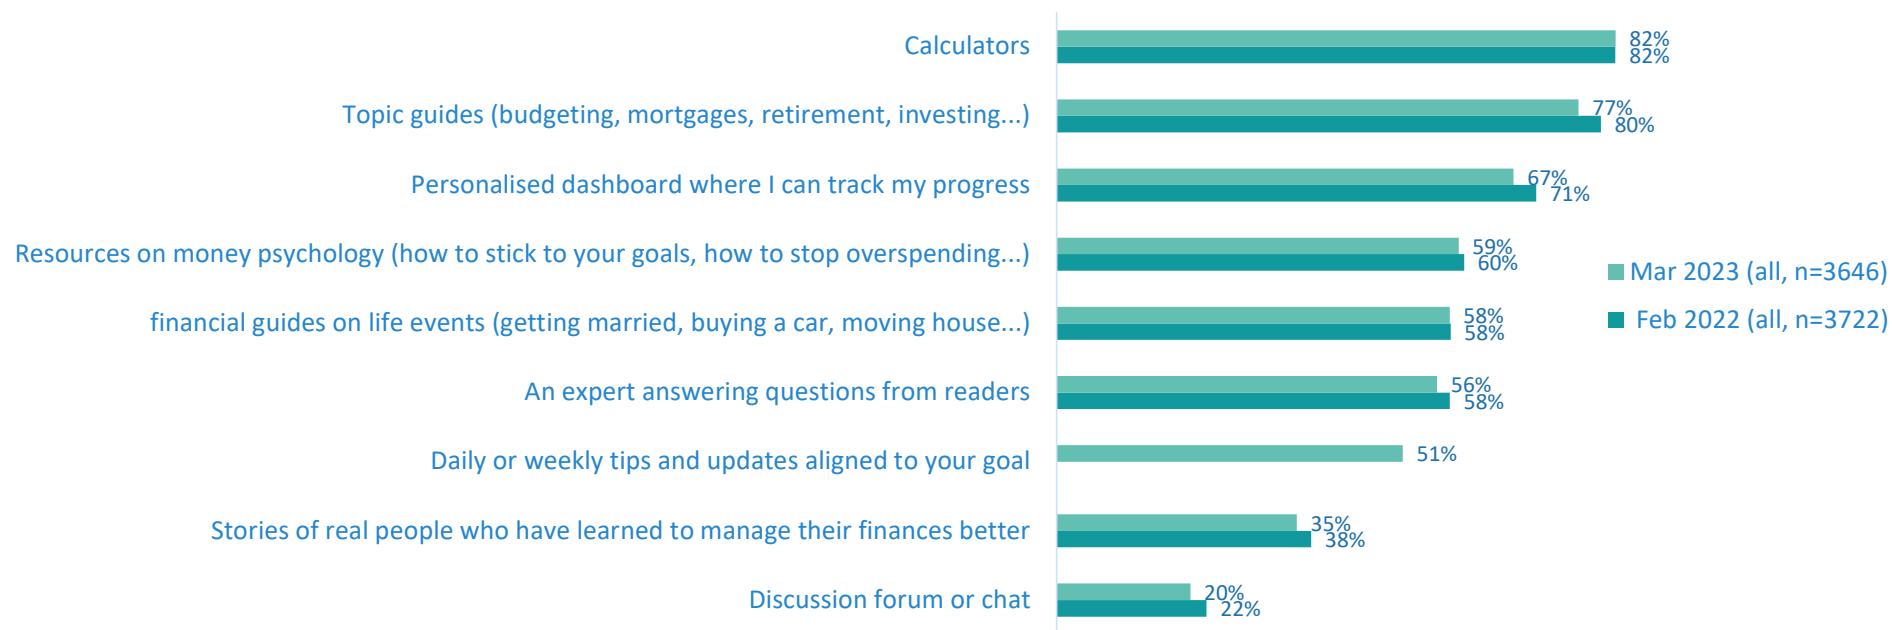 Calculators
82%
82%
Topic guides (budgeting, mortgages, retirement, investing...)
77%
80%
Personalised dashboard where I can track my progress
67%
71%
Resources on money psychology (how to stick to your goals, how to stop overspending...)
59%
60%
financial guides on life events (getting married, buying a car, moving house...)
58%
58%
An expert answering questions from readers
56%
58%
Daily or weekly tips and updates aligned to your goal
51%
Stories of real people who have learned to manage their finances better
35%
38%
Discussion forum or chat
20%
22%
Mar 2023 (all, n=3646)
Feb 2022 (all, n=3722)